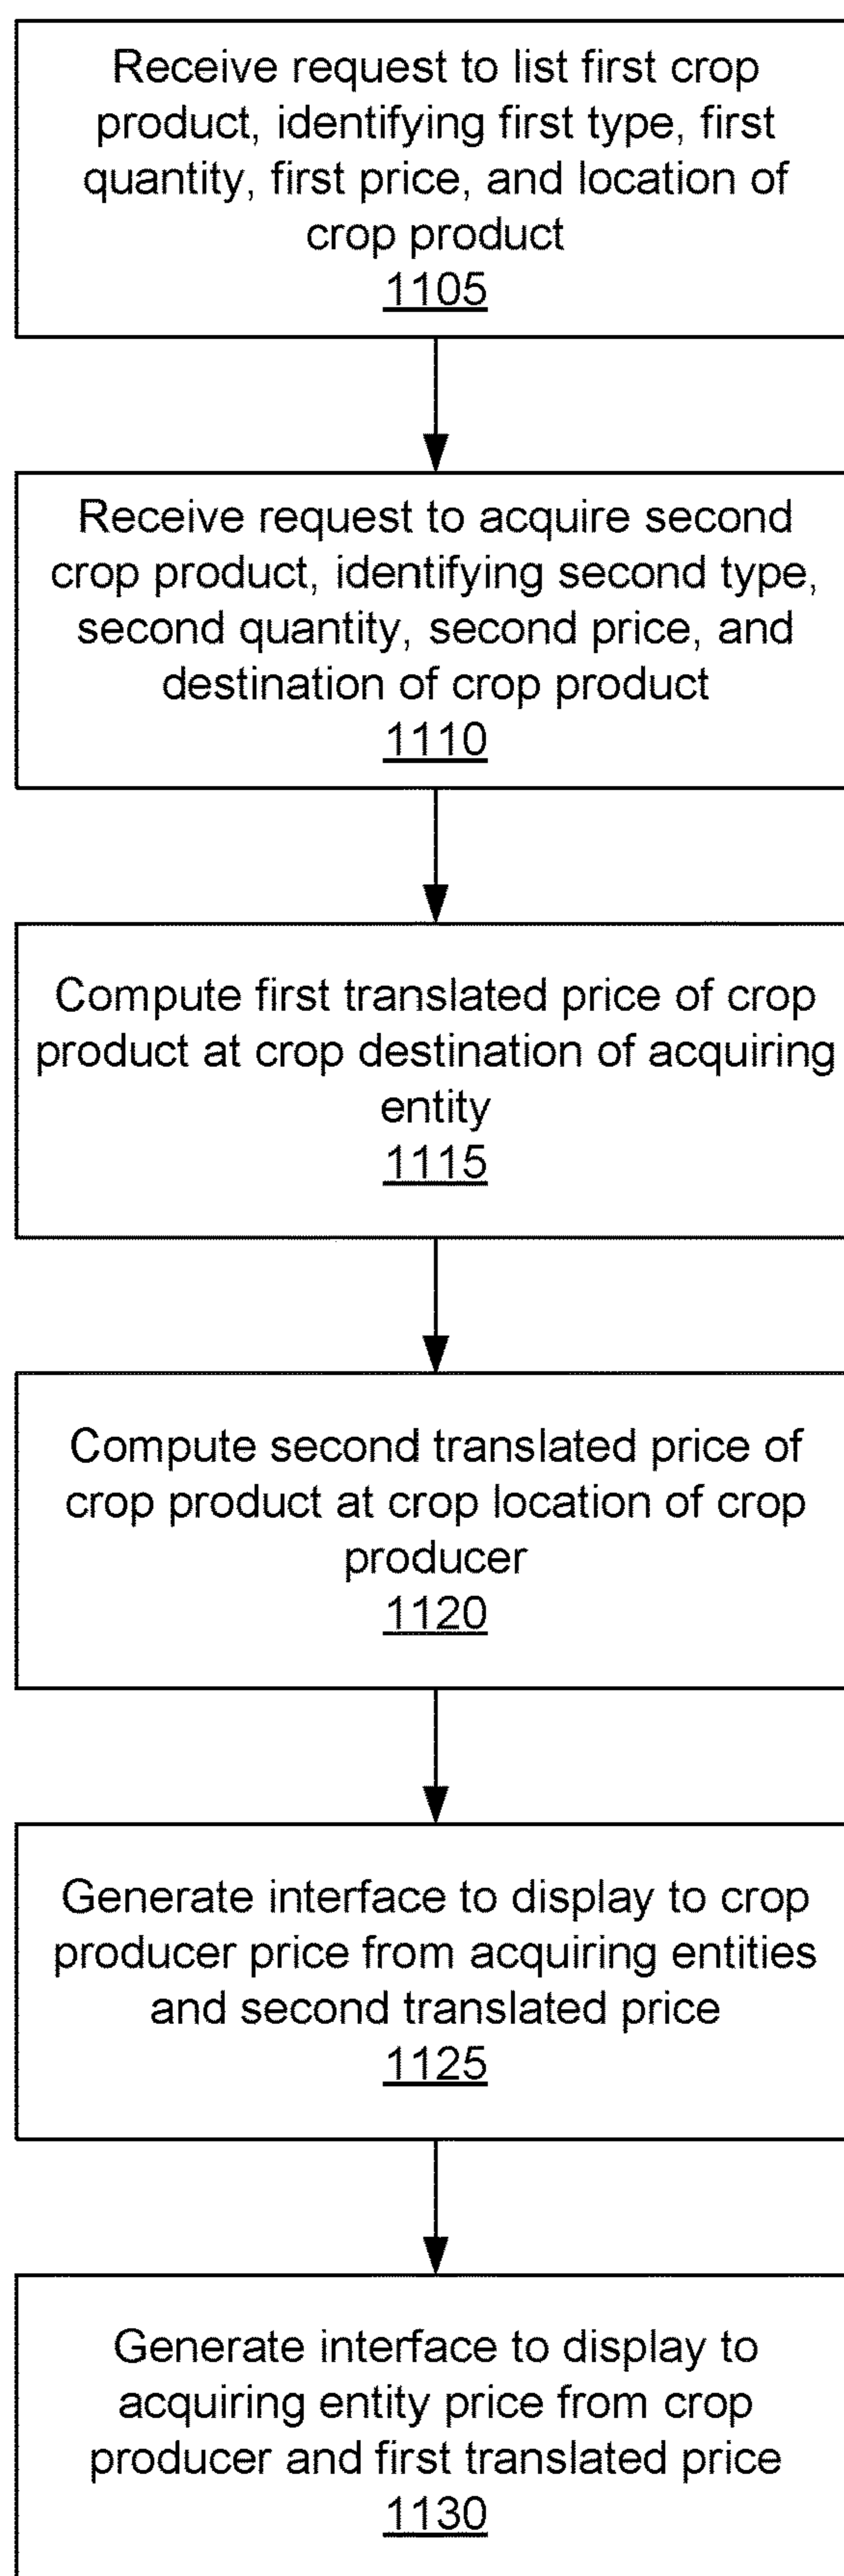 Receive request to list first crop
product, identifying first type, first
quantity, first price, and location of
crop product
1105
Receive request to acquire second
crop product, identifying second type,
second quantity, second price, and
destination of crop product
1110
Compute first translated price of crop
product at crop destination of acquiring
entity
1115
Compute second translated price of
crop product at crop location of crop
producer
1120
Generate interface to display to crop
producer price from acquiring entities
and second translated price
1125
Generate interface to display to
acquiring entity price from crop
producer and first translated price
1130